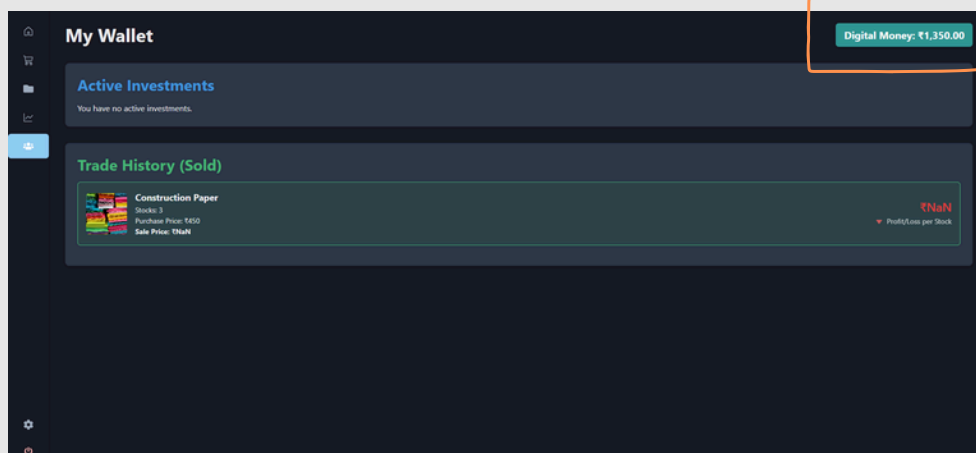 My Wallet
Digital Money: ₹1,350.00
Active Investments
You have no active investments.
Trade History (Sold)
Construction Paper
Stocks: 3
Purchase Price: ₹450
Sale Price: ₹NaN
₹NaN
▼ Profit/Loss per Stock